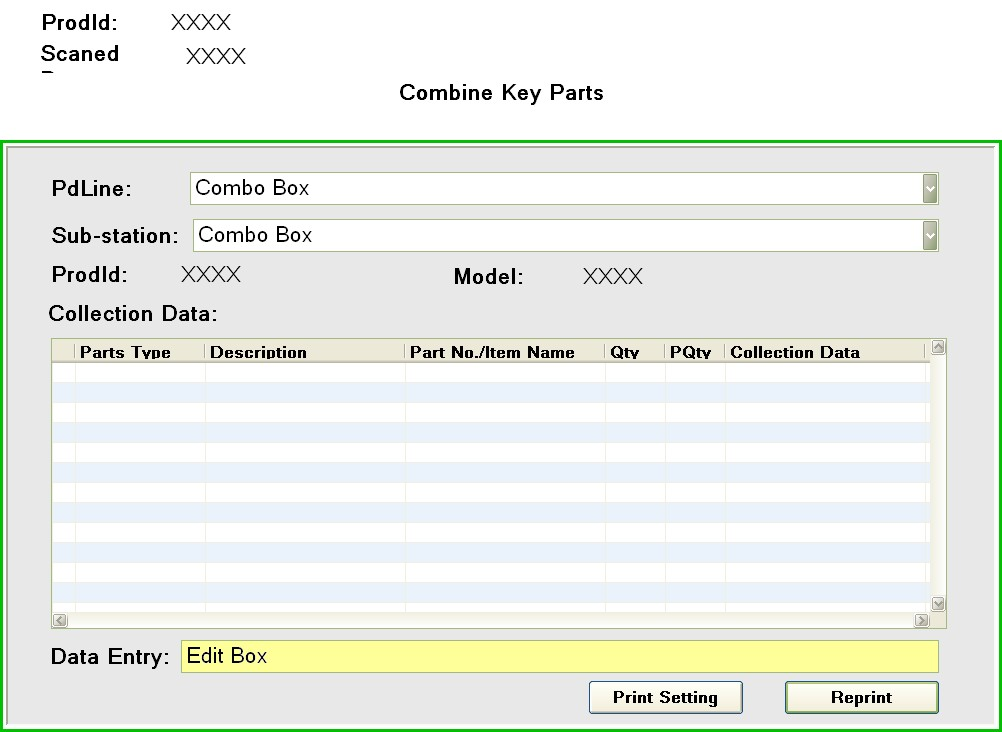 ProdId: XXXX
Scaned XXXX
Combine Key Parts
PdLine: Combo Box
Sub-station: Combo Box
ProdId: XXXX Model: XXXX
Collection Data:
Parts Type Description Part No./Item Name Qty PQty Collection Data
Data Entry: Edit Box
Print Setting Reprint